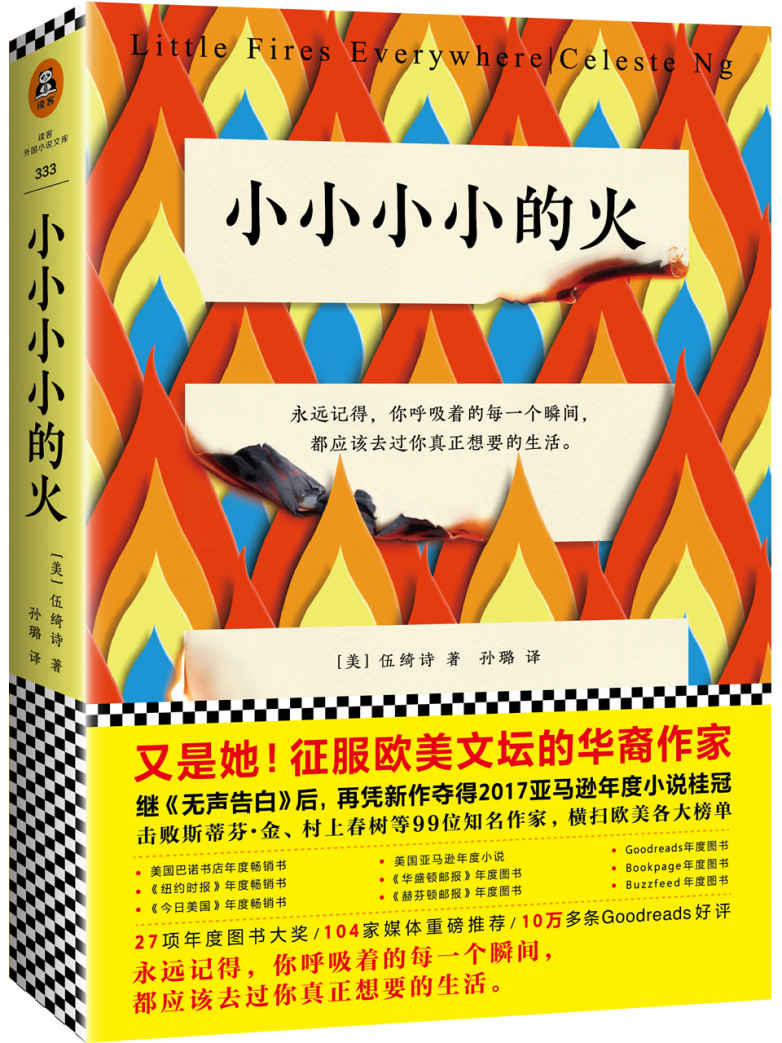 Little Fires Everywhere|Celeste Ng
小小小小的火
永远记得，你呼吸着的每一个瞬间，
都应该去过你真正想要的生活。
[美] 伍绮诗 著 孙璐 译
又是她！征服欧美文坛的华裔作家
继《无声告白》后，再凭新作夺得2017亚马逊年度小说桂冠
击败斯蒂芬·金、村上春树等99位知名作家，横扫欧美各大榜单
• 美国巴诺书店年度畅销书
• 《纽约时报》年度畅销书
• 《今日美国》年度畅销书
• 美国亚马逊年度小说
• 《华盛顿邮报》年度图书
• 《赫芬顿邮报》年度图书
• Goodreads年度图书
• Bookpage年度图书
• Buzzfeed年度图书
27项年度图书大奖/104家媒体重磅推荐/10万多条Goodreads好评
永远记得，你呼吸着的每一个瞬间，
都应该去过你真正想要的生活。
读客
读客
外国小说文库
333
小小小小的火
[美] 伍绮诗 著
孙璐 译